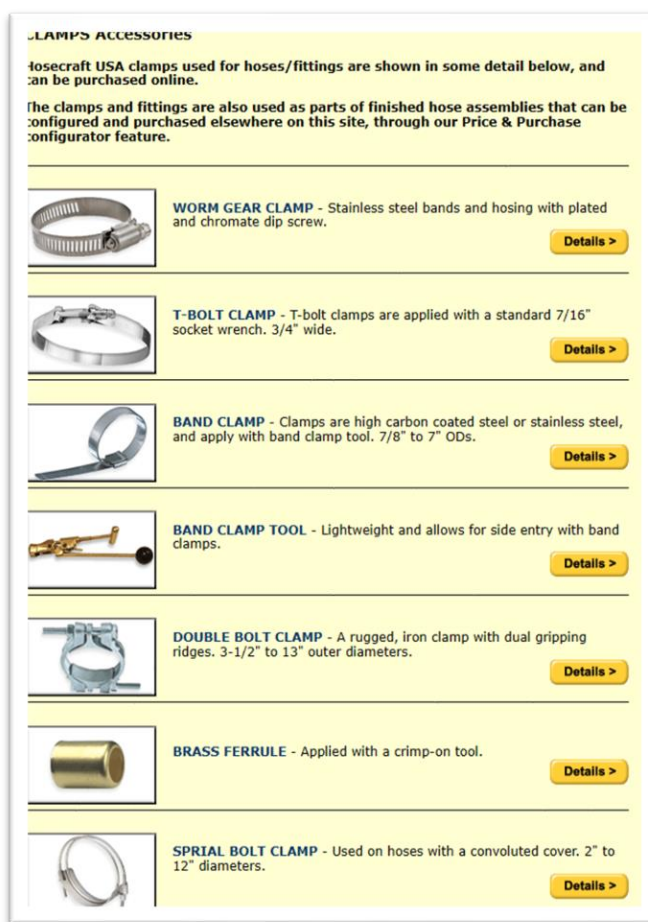 CLAMPS Accessories
Hosecraft USA clamps used for hoses/fittings are shown in some detail below, and
can be purchased online.
The clamps and fittings are also used as parts of finished hose assemblies that can be
configured and purchased elsewhere on this site, through our Price & Purchase
configurator feature.
WORM GEAR CLAMP - Stainless steel bands and hosing with plated
and chromate dip screw.
Details >
T-BOLT CLAMP - T-bolt clamps are applied with a standard 7/16"
socket wrench. 3/4" wide.
Details >
BAND CLAMP - Clamps are high carbon coated steel or stainless steel,
and apply with band clamp tool. 7/8" to 7" ODs.
Details >
BAND CLAMP TOOL - Lightweight and allows for side entry with band
clamps.
Details >
DOUBLE BOLT CLAMP - A rugged, iron clamp with dual gripping
ridges. 3-1/2" to 13" outer diameters.
Details >
BRASS FERRULE - Applied with a crimp-on tool.
Details >
SPRIAL BOLT CLAMP - Used on hoses with a convoluted cover. 2" to
12" diameters.
Details >